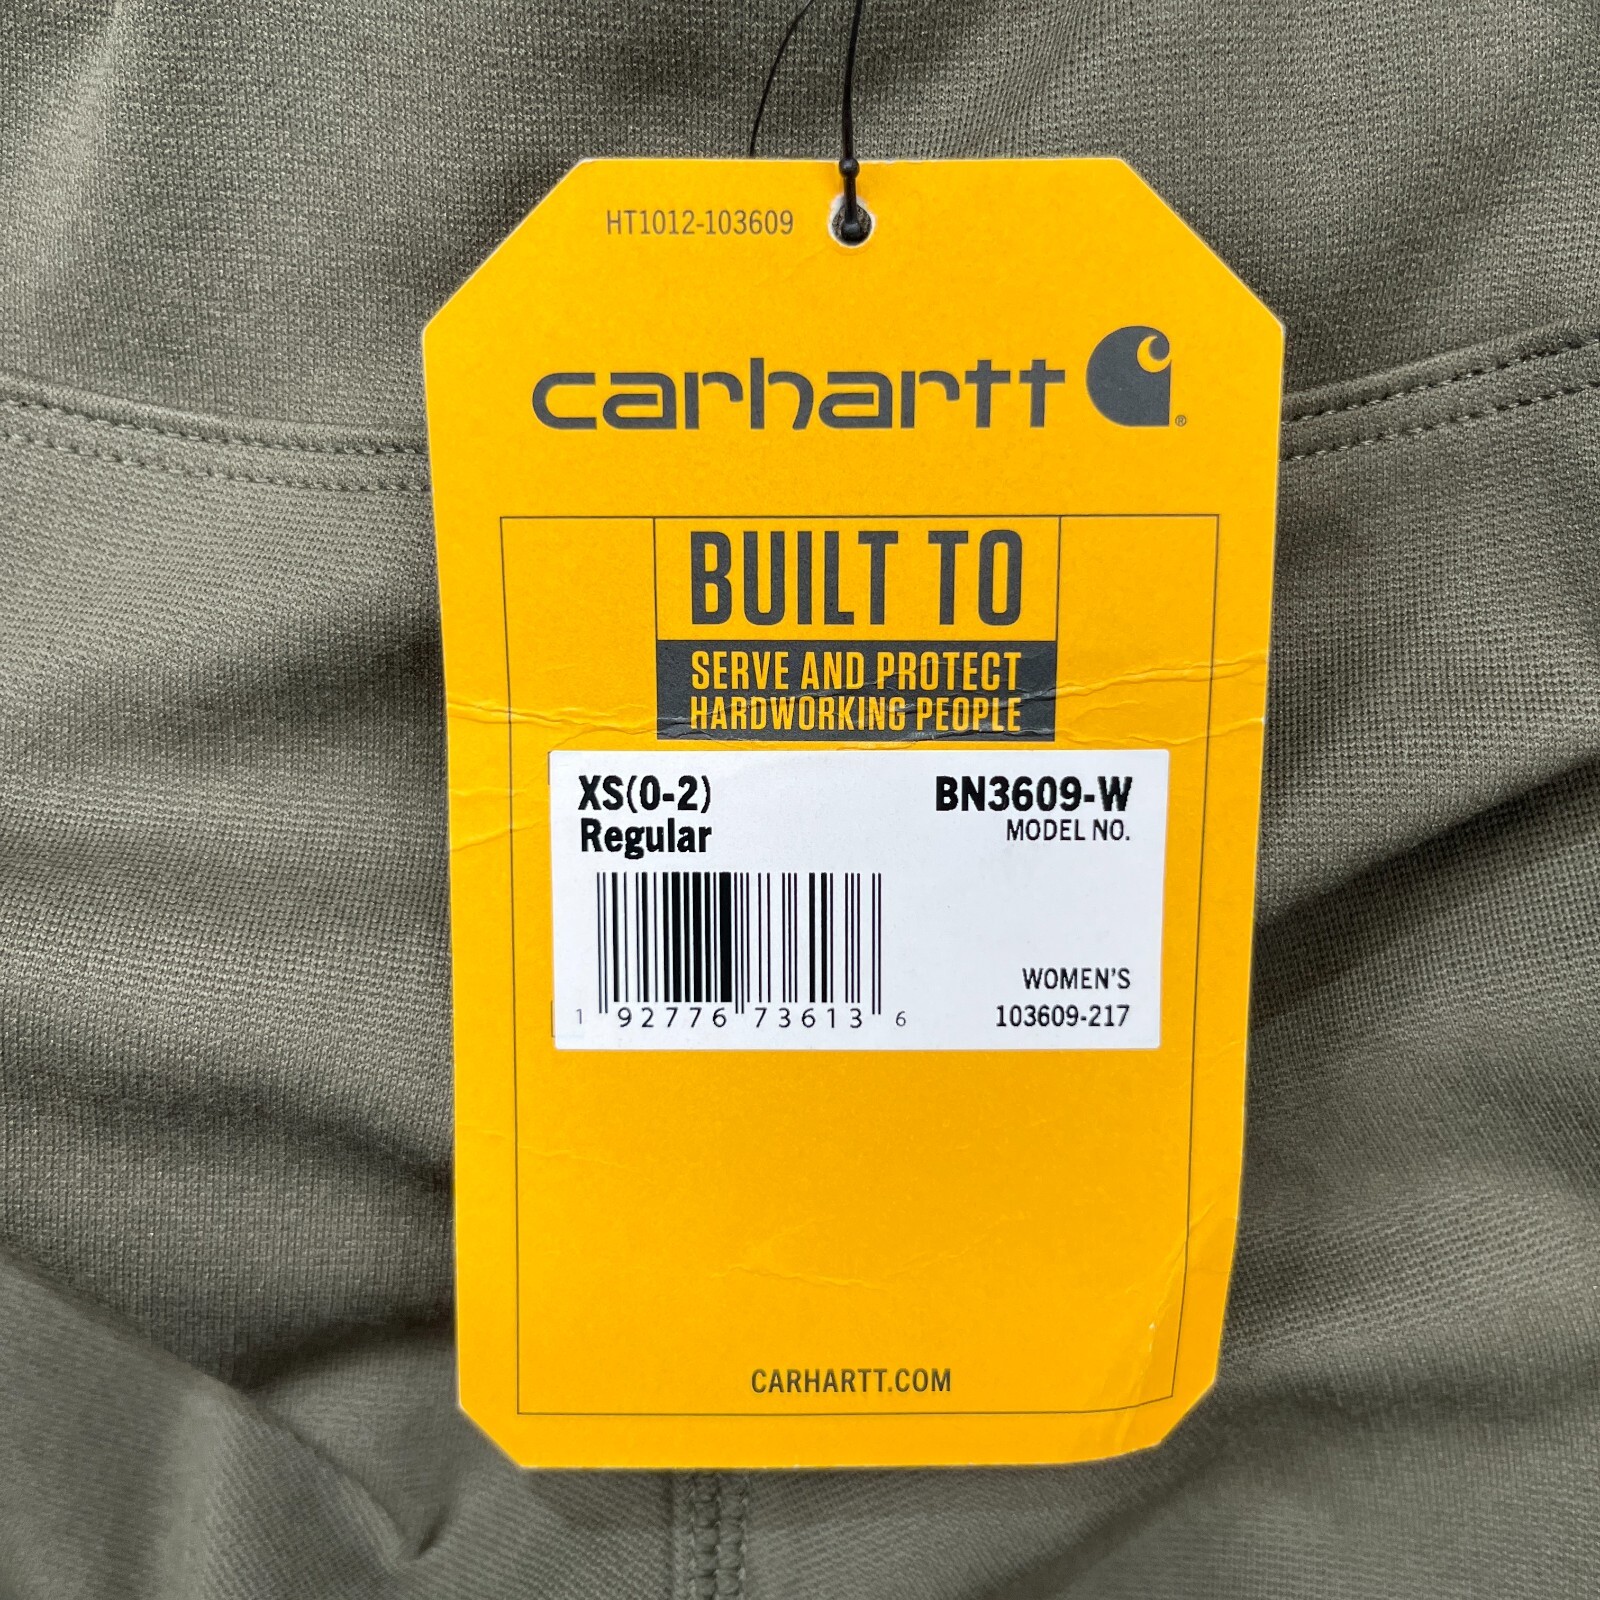 HT1012-103609
carhartt
BUILT TO
SERVE AND PROTECT
HARDWORKING PEOPLE
XS(0-2)
Regular
BN3609-W
MODEL NO.
WOMEN'S
103609-217
1 92776 73613 6
CARHARTT.COM